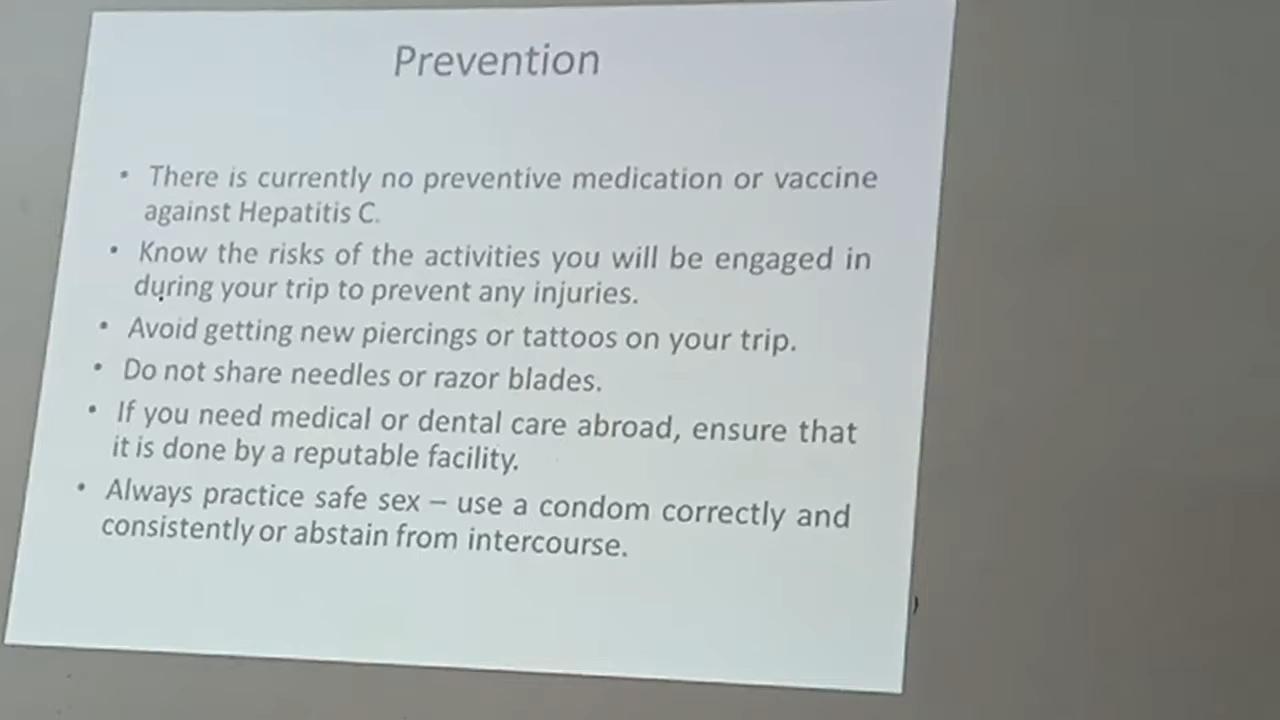 Prevention
• There is currently no preventive medication or vaccine
against Hepatitis C.
• Know the risks of the activities you will be engaged in
during your trip to prevent any injuries.
• Avoid getting new piercings or tattoos on your trip.
• Do not share needles or razor blades.
• If you need medical or dental care abroad, ensure that
it is done by a reputable facility.
• Always practice safe sex – use a condom correctly and
consistently or abstain from intercourse.